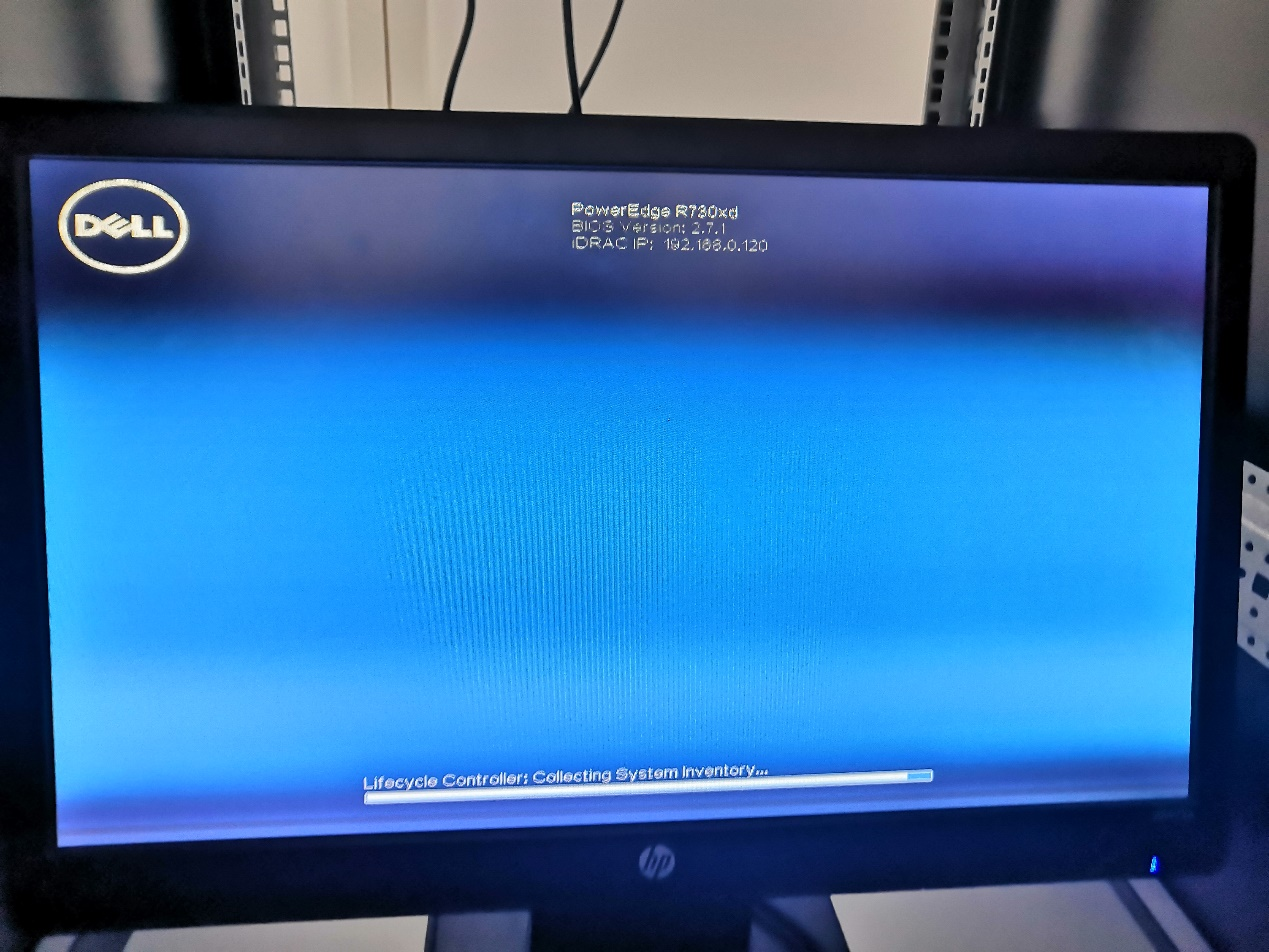 DELL
PowerEdge R730xd
BIOS Version: 2.7.1
iDRAC IP: 192.168.0.120
Lifecycle Controller: Collecting System Inventory...
hp